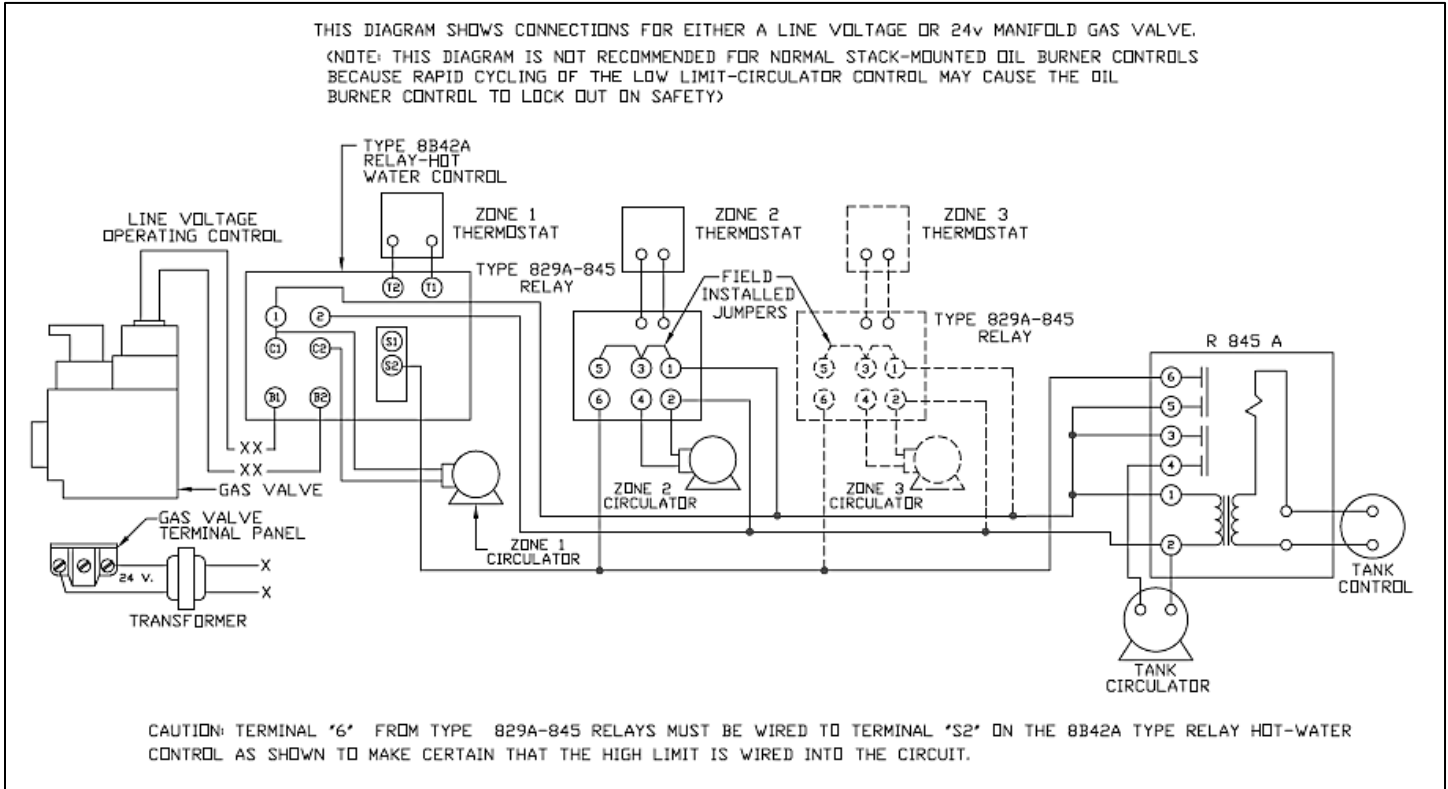 THIS DIAGRAM SHOWS CONNECTIONS FOR EITHER A LINE VOLTAGE OR 24v MANIFOLD GAS VALVE.
(NOTE: THIS DIAGRAM IS NOT RECOMMENDED FOR NORMAL STACK-MOUNTED OIL BURNER CONTROLS
BECAUSE RAPID CYCLING OF THE LOW LIMIT-CIRCULATOR CONTROL MAY CAUSE THE OIL
BURNER CONTROL TO LOCK OUT ON SAFETY)
TYPE 8B42A
RELAY-HOT
WATER CONTROL
LINE VOLTAGE
OPERATING CONTROL
ZONE 1
THERMOSTAT
ZONE 2
THERMOSTAT
ZONE 3
THERMOSTAT
TYPE 829A-845
RELAY
FIELD
INSTALLED
JUMPERS
TYPE 829A-845
RELAY
R 845 A
T2 T1
1 2
C1 C2
S1
S2
B1 B2
5 3 1
6 4 2
5 3 1
6 4 2
6
5
3
4
1
2
XX
XX
GAS VALVE
ZONE 2
CIRCULATOR
ZONE 3
CIRCULATOR
GAS VALVE
TERMINAL PANEL
24 V.
X
X
TRANSFORMER
ZONE 1
CIRCULATOR
TANK
CONTROL
TANK
CIRCULATOR
CAUTION: TERMINAL "6" FROM TYPE 829A-845 RELAYS MUST BE WIRED TO TERMINAL "S2" ON THE 8B42A TYPE RELAY HOT-WATER
CONTROL AS SHOWN TO MAKE CERTAIN THAT THE HIGH LIMIT IS WIRED INTO THE CIRCUIT.